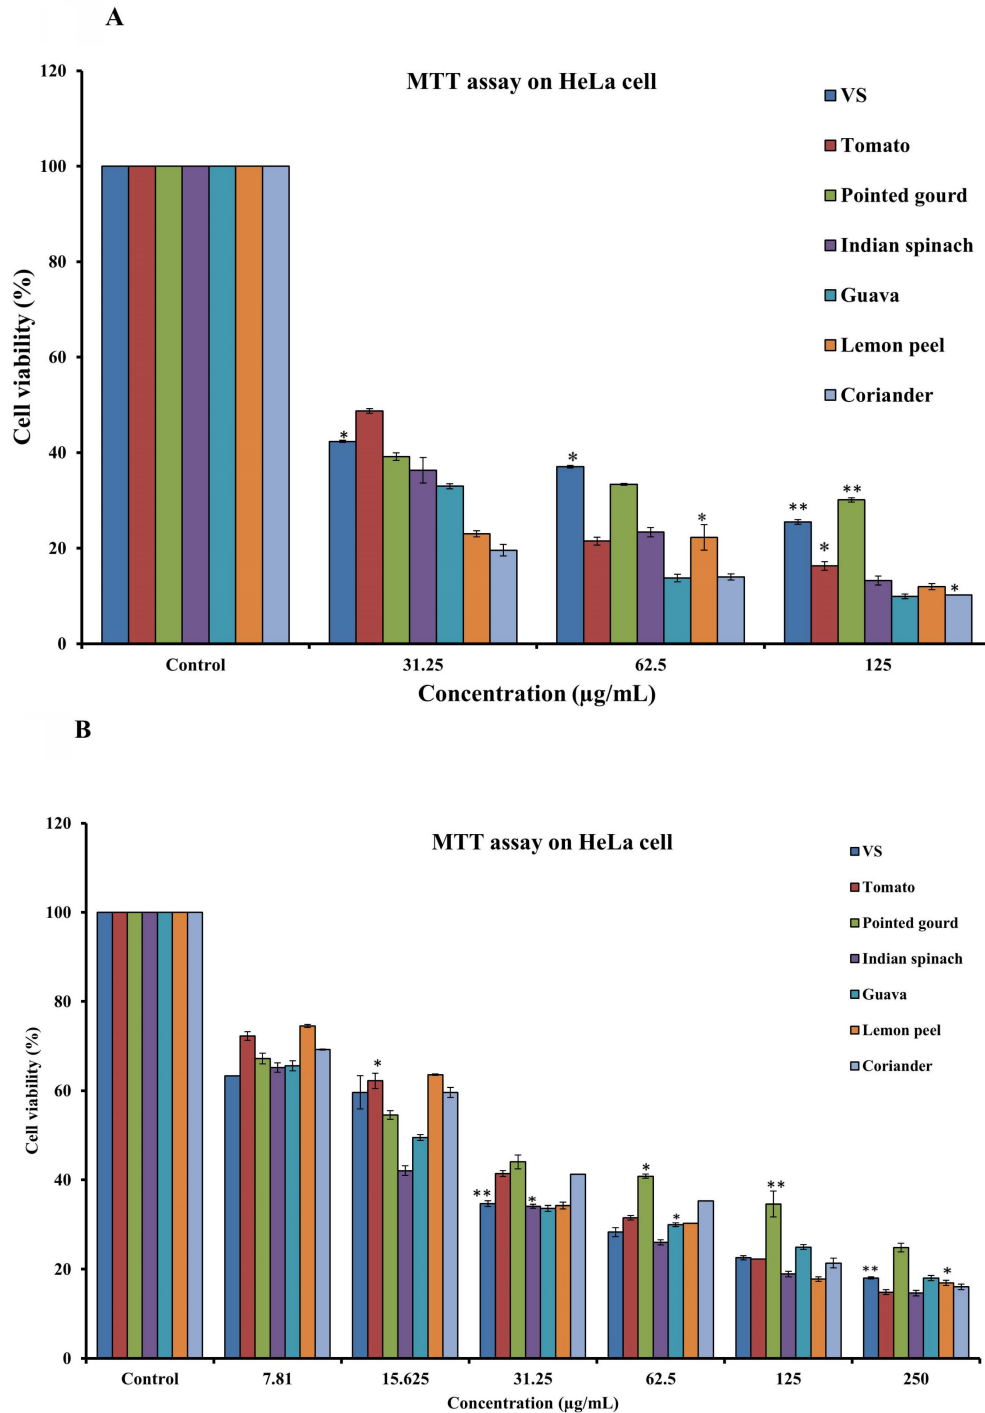 A
MTT assay on HeLa cell
120
100
80
60
40
20
0
Cell viability (%)
VS
Tomato
Pointed gourd
Indian spinach
Guava
Lemon peel
Coriander
*
*
*
**
*
**
*
Control 31.25 62.5 125
Concentration (µg/mL)
B
MTT assay on HeLa cell
120
100
80
60
40
20
0
Cell viability (%)
VS
Tomato
Pointed gourd
Indian spinach
Guava
Lemon peel
Coriander
*
**
*
*
*
**
**
*
Control 7.81 15.625 31.25 62.5 125 250
Concentration (µg/mL)